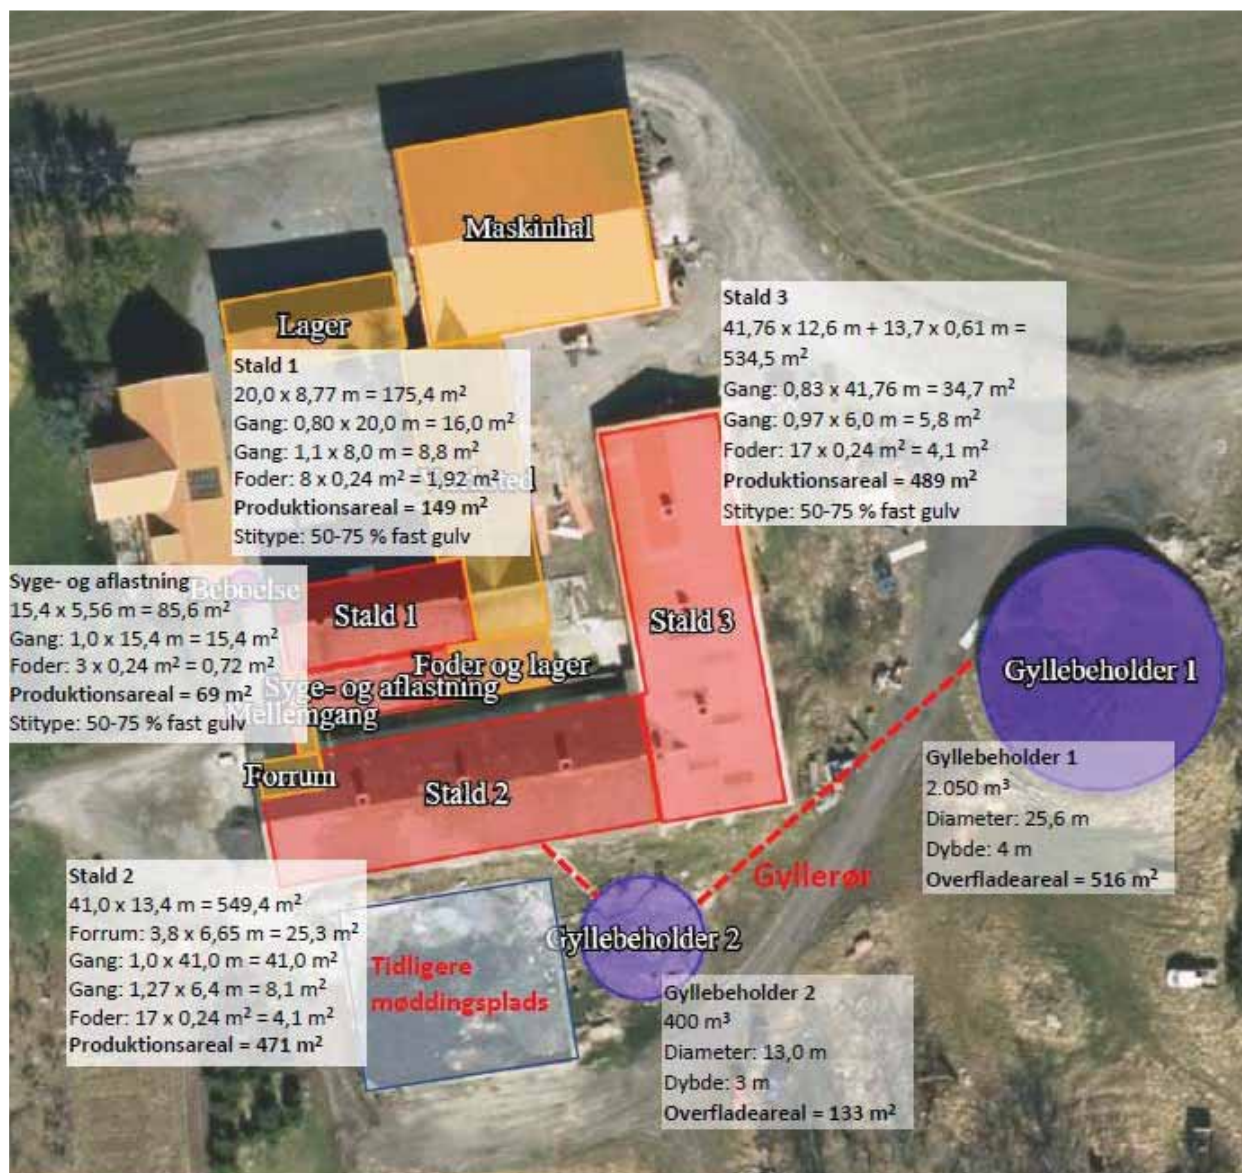 Maskinhal
Lager
Stald 1
20,0 x 8,77 m = 175,4 m²
Gang: 0,80 x 20,0 m = 16,0 m²
Gang: 1,1 x 8,0 m = 8,8 m²
Foder: 8 x 0,24 m² = 1,92 m²
Produktionsareal = 149 m²
Stitype: 50-75 % fast gulv
Stald 3
41,76 x 12,6 m + 13,7 x 0,61 m =
534,5 m²
Gang: 0,83 x 41,76 m = 34,7 m²
Gang: 0,97 x 6,0 m = 5,8 m²
Foder: 17 x 0,24 m² = 4,1 m²
Produktionsareal = 489 m²
Stitype: 50-75 % fast gulv
Syge- og aflastning
15,4 x 5,56 m = 85,6 m²
Gang: 1,0 x 15,4 m = 15,4 m²
Foder: 3 x 0,24 m² = 0,72 m²
Produktionsareal = 69 m²
Stitype: 50-75 % fast gulv
Beboelse
Stald 1
Stald 3
Foder og lager
Syge- og aflastning
Mellemgang
Forrum
Stald 2
Gyllebeholder 1
Gyllebeholder 1
2.050 m³
Diameter: 25,6 m
Dybde: 4 m
Overfladeareal = 516 m²
Gyllerør
Stald 2
41,0 x 13,4 m = 549,4 m²
Forrum: 3,8 x 6,65 m = 25,3 m²
Gang: 1,0 x 41,0 m = 41,0 m²
Gang: 1,27 x 6,4 m = 8,1 m²
Foder: 17 x 0,24 m² = 4,1 m²
Produktionsareal = 471 m²
Tidligere
møddingsplads
Gyllebeholder 2
Gyllebeholder 2
400 m³
Diameter: 13,0 m
Dybde: 3 m
Overfladeareal = 133 m²